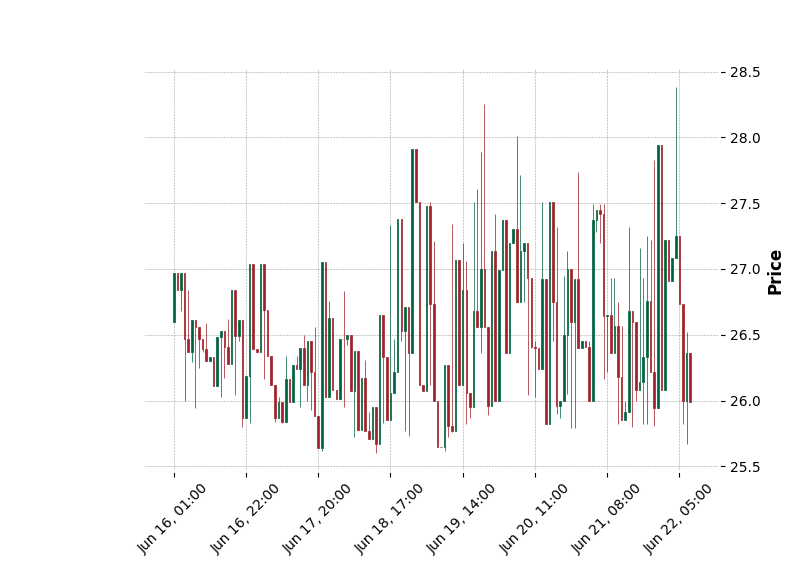 28.5
28.0
27.5
27.0
26.5
26.0
25.5
Price
Jun 16, 01:00
Jun 16, 22:00
Jun 17, 20:00
Jun 18, 17:00
Jun 19, 14:00
Jun 20, 11:00
Jun 21, 08:00
Jun 22, 05:00